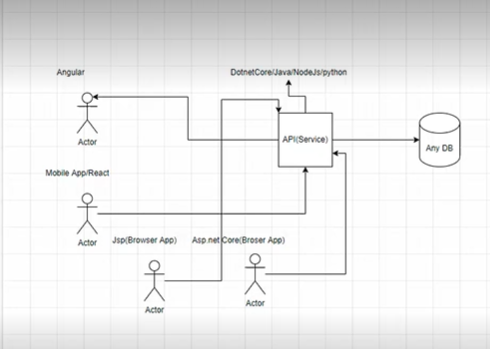 Angular
DotnetCore/Java/NodeJs/python
Actor
API(Service)
Any DB
Mobile App/React
Actor
Jsp(Browser App)
Asp.net Core(Broser App)
Actor
Actor